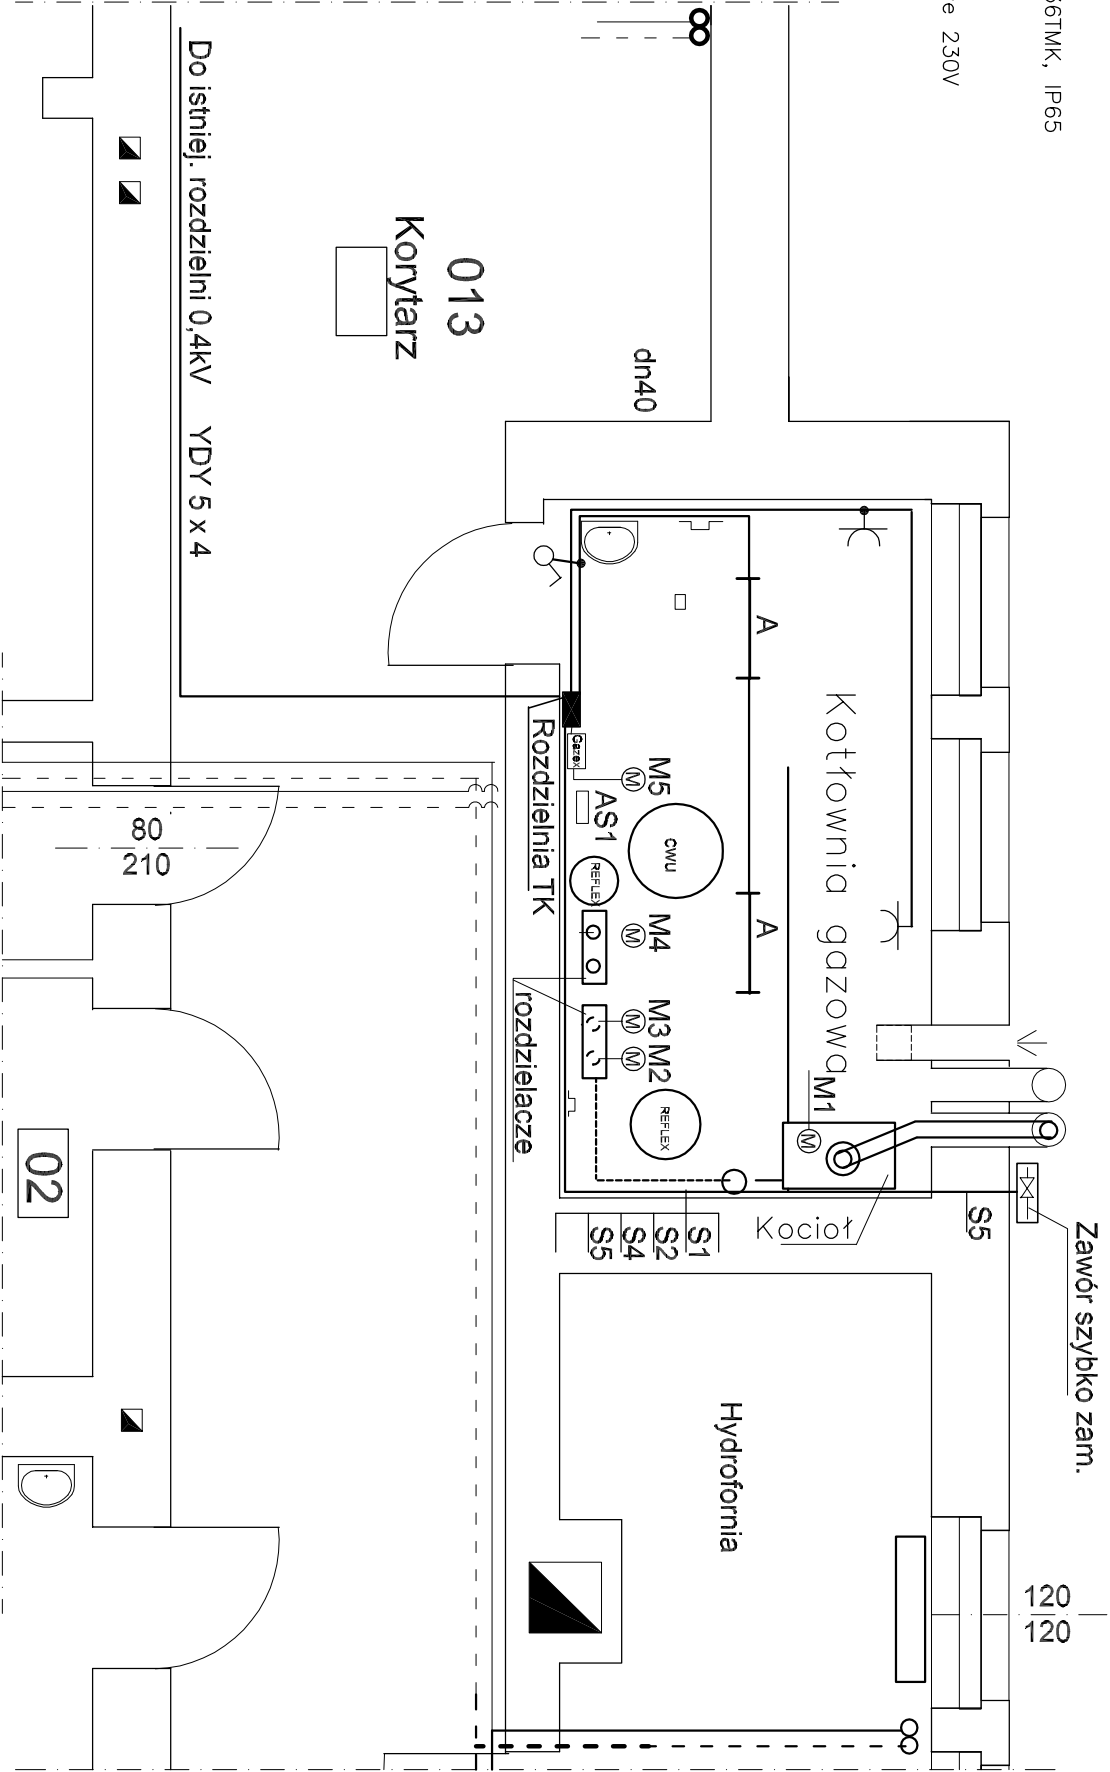 56TMK, IP65
e 230V
Do istniej. rozdzielni 0,4kV YDY 5 x 4
013
Korytarz
dn40
A
Kotłownia gazowa
Rozdzielnia TK
Gazex
M
M5
AS1
CWU
REFLEX
M
M4
A
rozdzielacze
M
M3
M
M2
REFLEX
M1
M
S5
Zawór szybko zam.
Kocioł
S1
S2
S4
S5
80
210
02
Hydrofornia
120
120